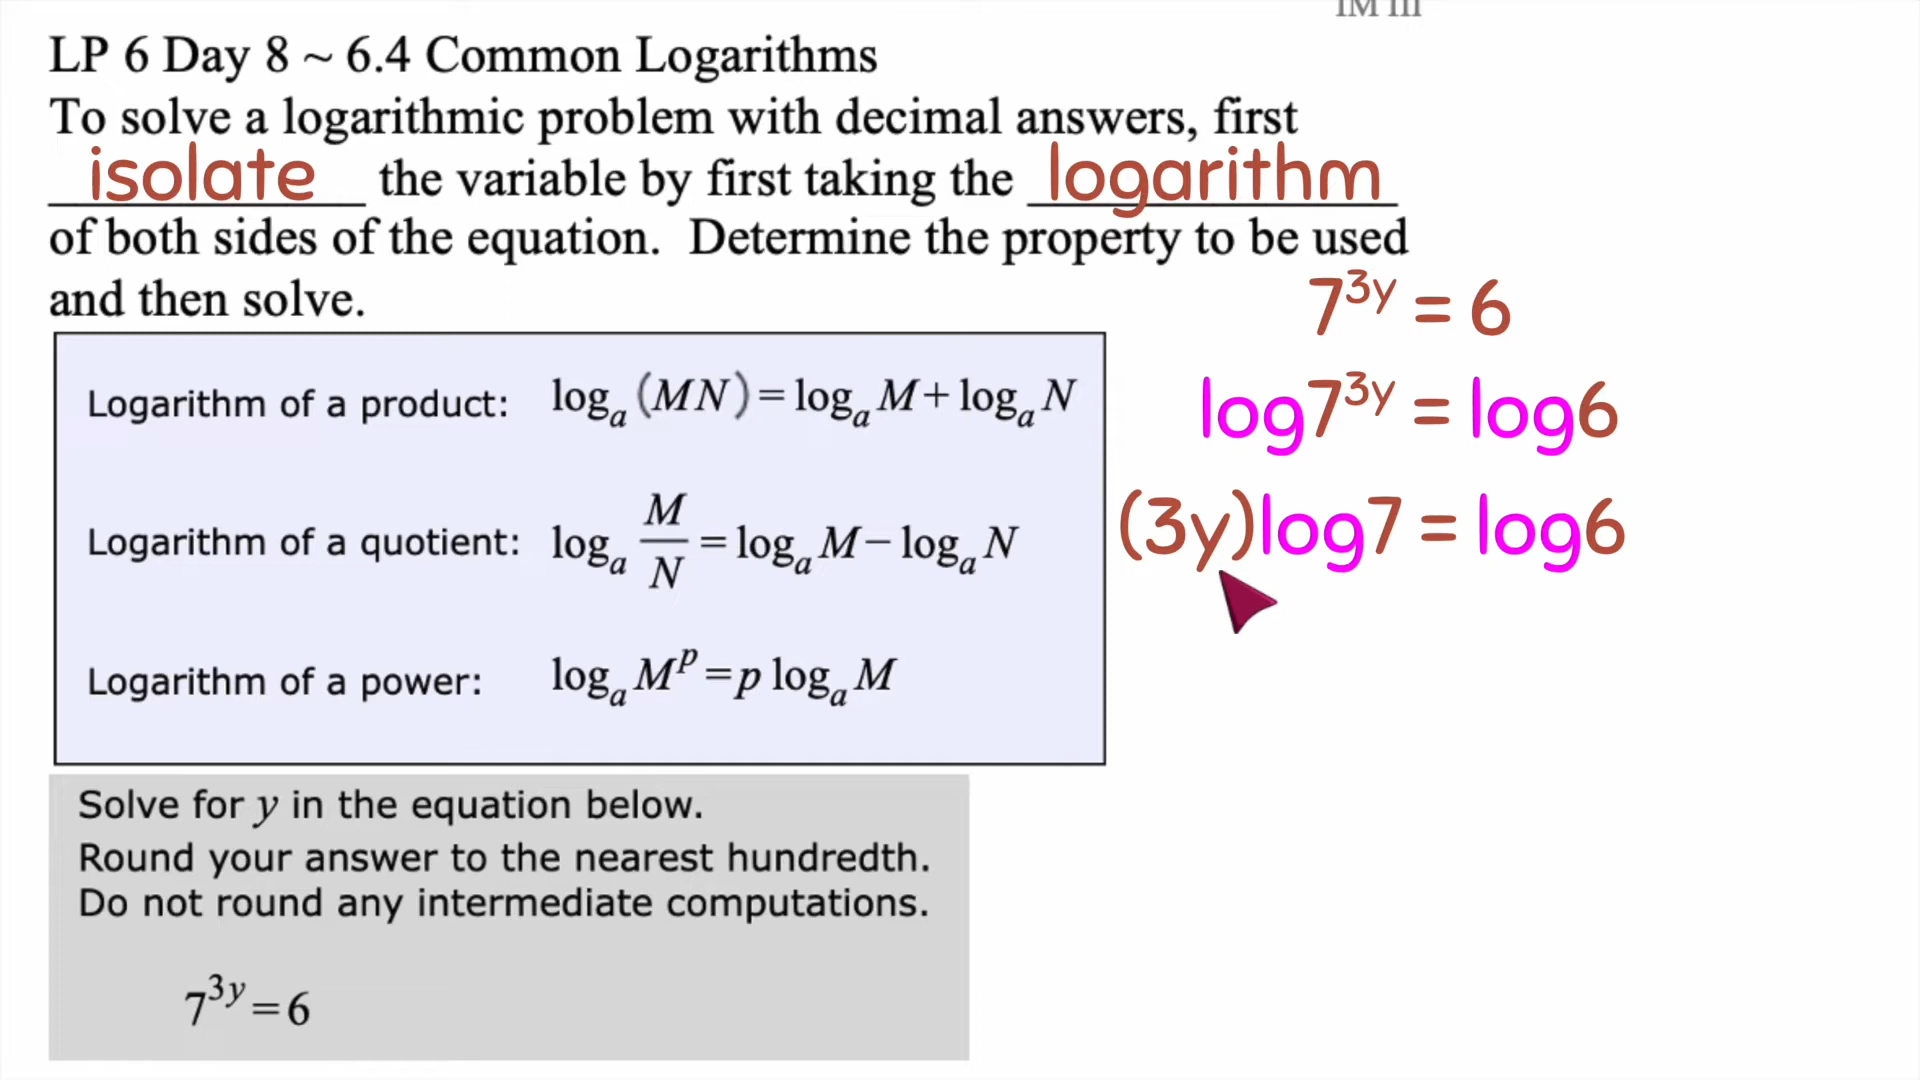 IM III
LP 6 Day 8 ~ 6.4 Common Logarithms
To solve a logarithmic problem with decimal answers, first
isolate the variable by first taking the logarithm
of both sides of the equation. Determine the property to be used
and then solve.
7^{3y} = 6
log7^{3y} = log6
(3y)log7 = log6
Logarithm of a product: log_a (MN) = log_a M + log_a N
Logarithm of a quotient: log_a \frac{M}{N} = log_a M − log_a N
Logarithm of a power: log_a M^p = p log_a M
Solve for y in the equation below.
Round your answer to the nearest hundredth.
Do not round any intermediate computations.
7^{3y} = 6